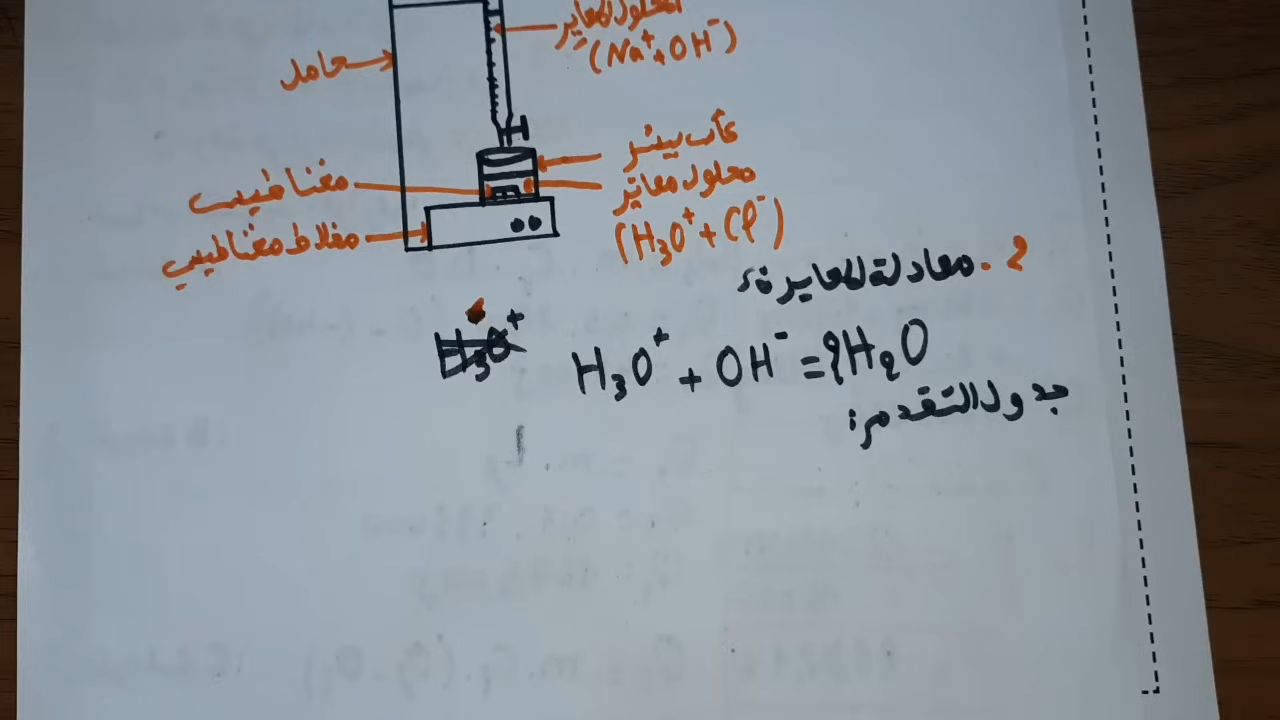 المحلول المعاير
(Na⁺+OH⁻)
حامل
كأس بيشر
محلول معاير
(H₃O⁺+Cl⁻)
مغناطيس
مخلاط مغناطيسي
2. معادلة المعايرة:
H₃O⁺ + OH⁻ = 2H₂O
جدول التقدم: